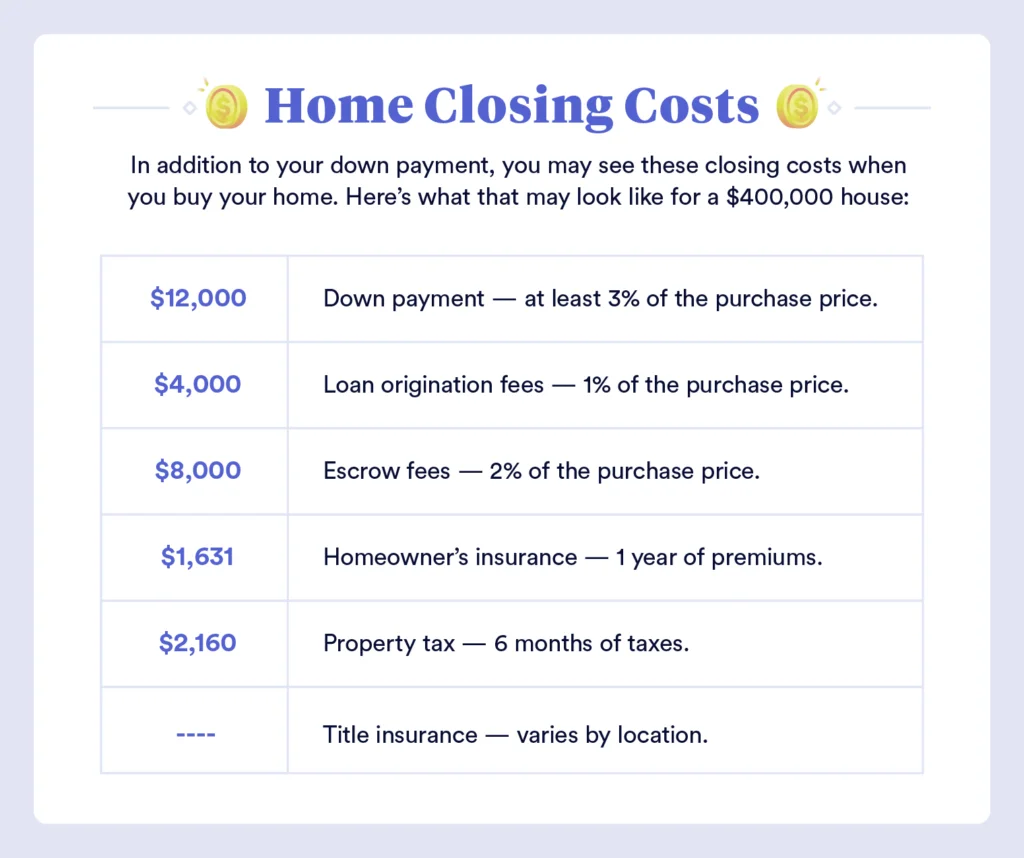 Home Closing Costs
In addition to your down payment, you may see these closing costs when
you buy your home. Here’s what that may look like for a $400,000 house:
$12,000 Down payment — at least 3% of the purchase price.
$4,000 Loan origination fees — 1% of the purchase price.
$8,000 Escrow fees — 2% of the purchase price.
$1,631 Homeowner’s insurance — 1 year of premiums.
$2,160 Property tax — 6 months of taxes.
---- Title insurance — varies by location.